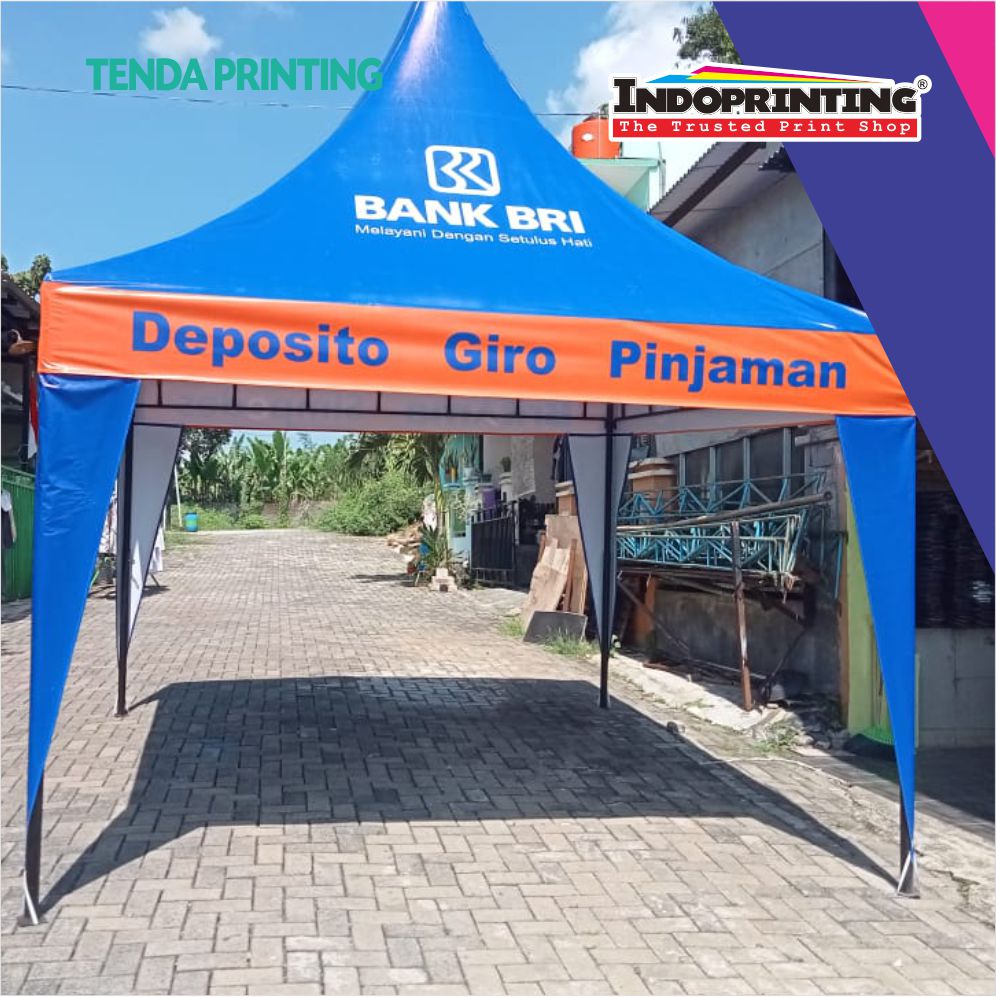 TENDA PRINTING
INDOPRINTING®
The Trusted Print Shop
BANK BRI
Melayani Dengan Setulus Hati
Deposito Giro Pinjaman